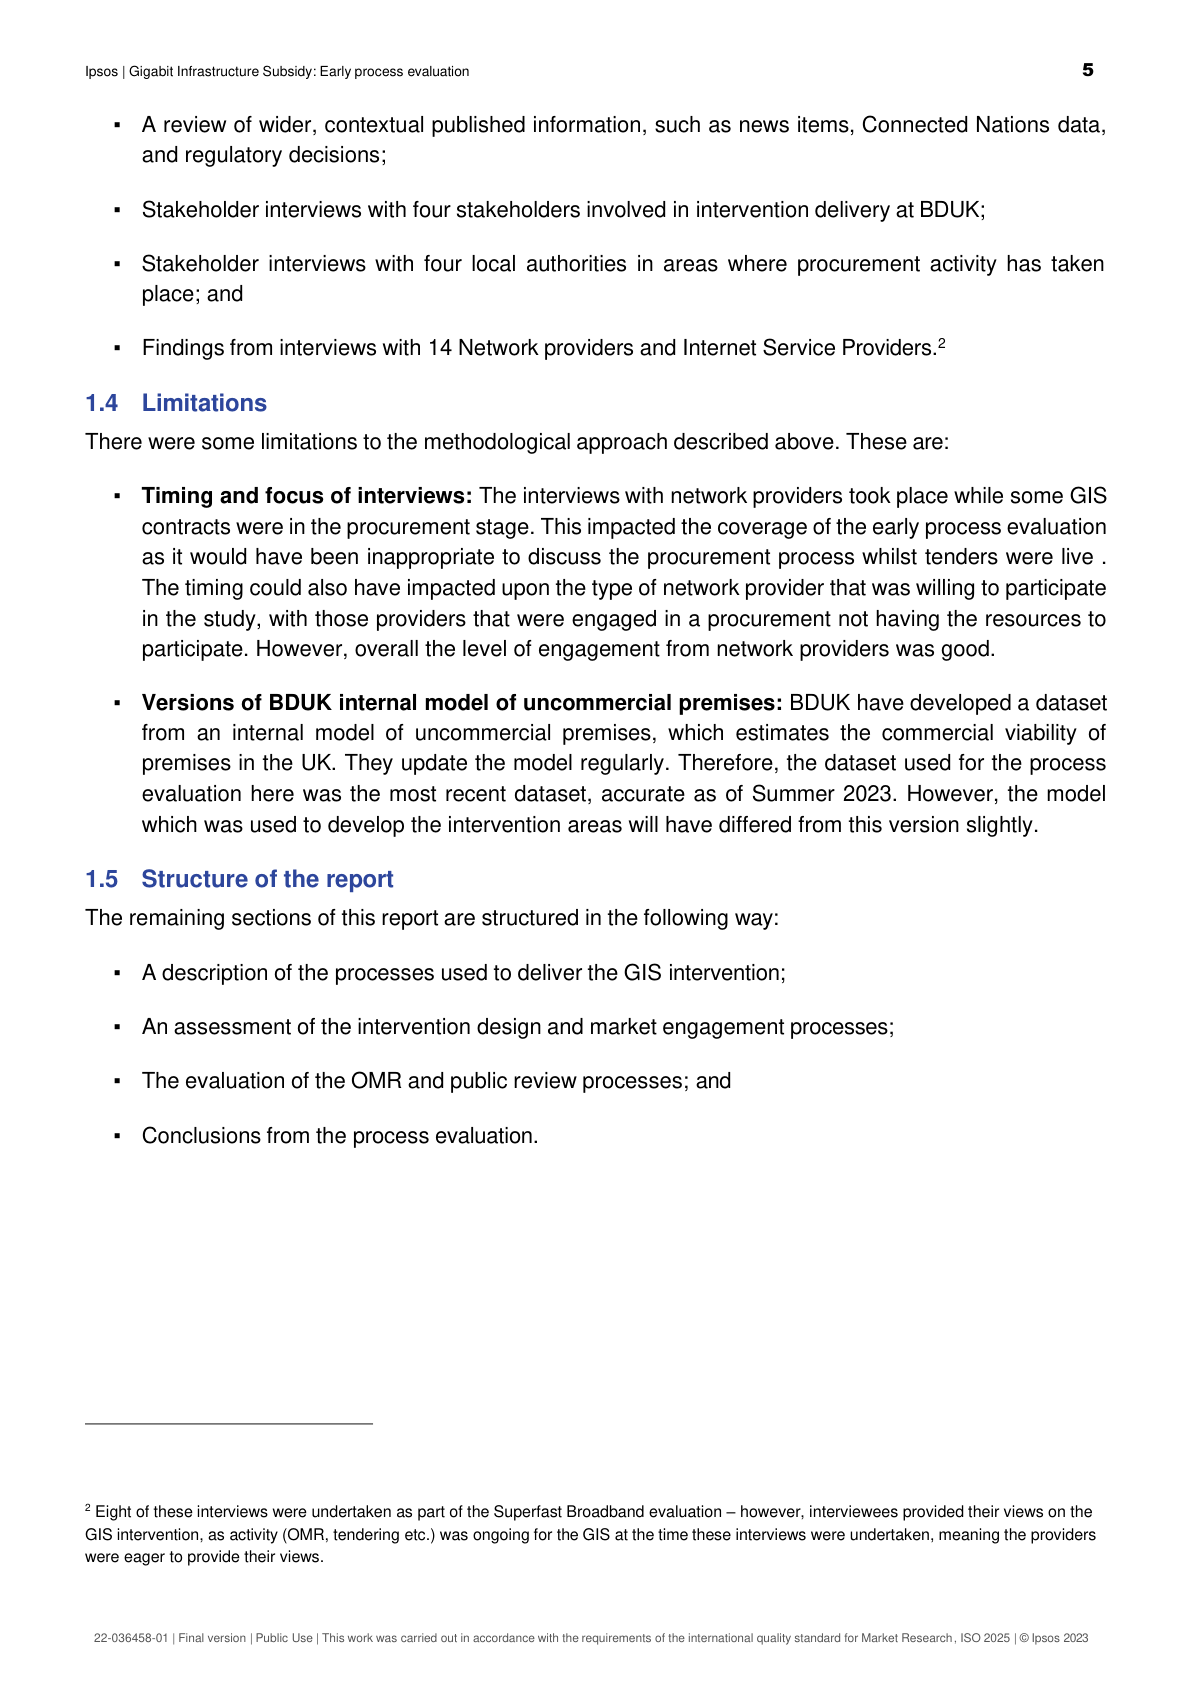 Ipsos | Gigabit Infrastructure Subsidy: Early process evaluation 5
▪ A review of wider, contextual published information, such as news items, Connected Nations data,
and regulatory decisions;
▪ Stakeholder interviews with four stakeholders involved in intervention delivery at BDUK;
▪ Stakeholder interviews with four local authorities in areas where procurement activity has taken
place; and
▪ Findings from interviews with 14 Network providers and Internet Service Providers.2
1.4 Limitations
There were some limitations to the methodological approach described above. These are:
▪ Timing and focus of interviews: The interviews with network providers took place while some GIS
contracts were in the procurement stage. This impacted the coverage of the early process evaluation
as it would have been inappropriate to discuss the procurement process whilst tenders were live .
The timing could also have impacted upon the type of network provider that was willing to participate
in the study, with those providers that were engaged in a procurement not having the resources to
participate. However, overall the level of engagement from network providers was good.
▪ Versions of BDUK internal model of uncommercial premises: BDUK have developed a dataset
from an internal model of uncommercial premises, which estimates the commercial viability of
premises in the UK. They update the model regularly. Therefore, the dataset used for the process
evaluation here was the most recent dataset, accurate as of Summer 2023. However, the model
which was used to develop the intervention areas will have differed from this version slightly.
1.5 Structure of the report
The remaining sections of this report are structured in the following way:
▪ A description of the processes used to deliver the GIS intervention;
▪ An assessment of the intervention design and market engagement processes;
▪ The evaluation of the OMR and public review processes; and
▪ Conclusions from the process evaluation.
2 Eight of these interviews were undertaken as part of the Superfast Broadband evaluation – however, interviewees provided their views on the
GIS intervention, as activity (OMR, tendering etc.) was ongoing for the GIS at the time these interviews were undertaken, meaning the providers
were eager to provide their views.
22-036458-01 | Final version | Public Use | This work was carried out in accordance with the requirements of the international quality standard for Market Research, ISO 2025 | © Ipsos 2023